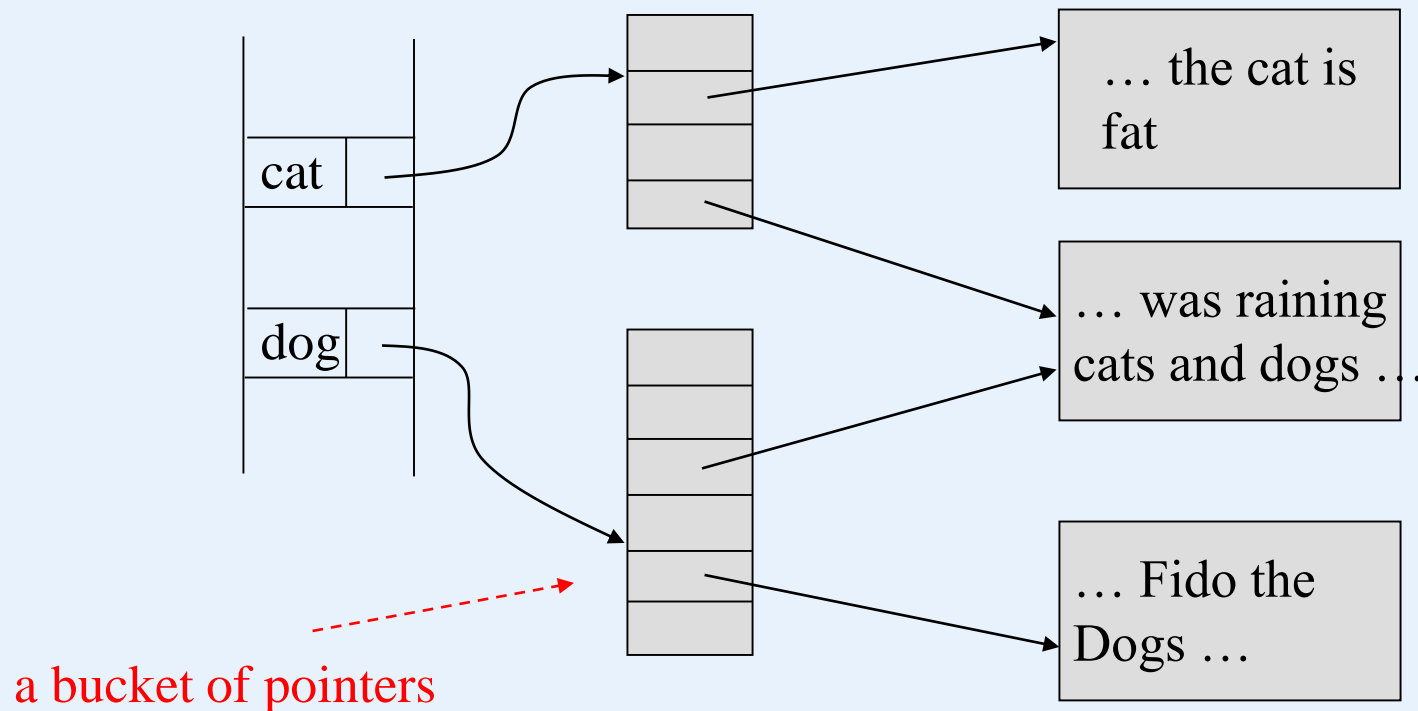 cat
dog
a bucket of pointers
… the cat is
fat
… was raining
cats and dogs …
… Fido the
Dogs …